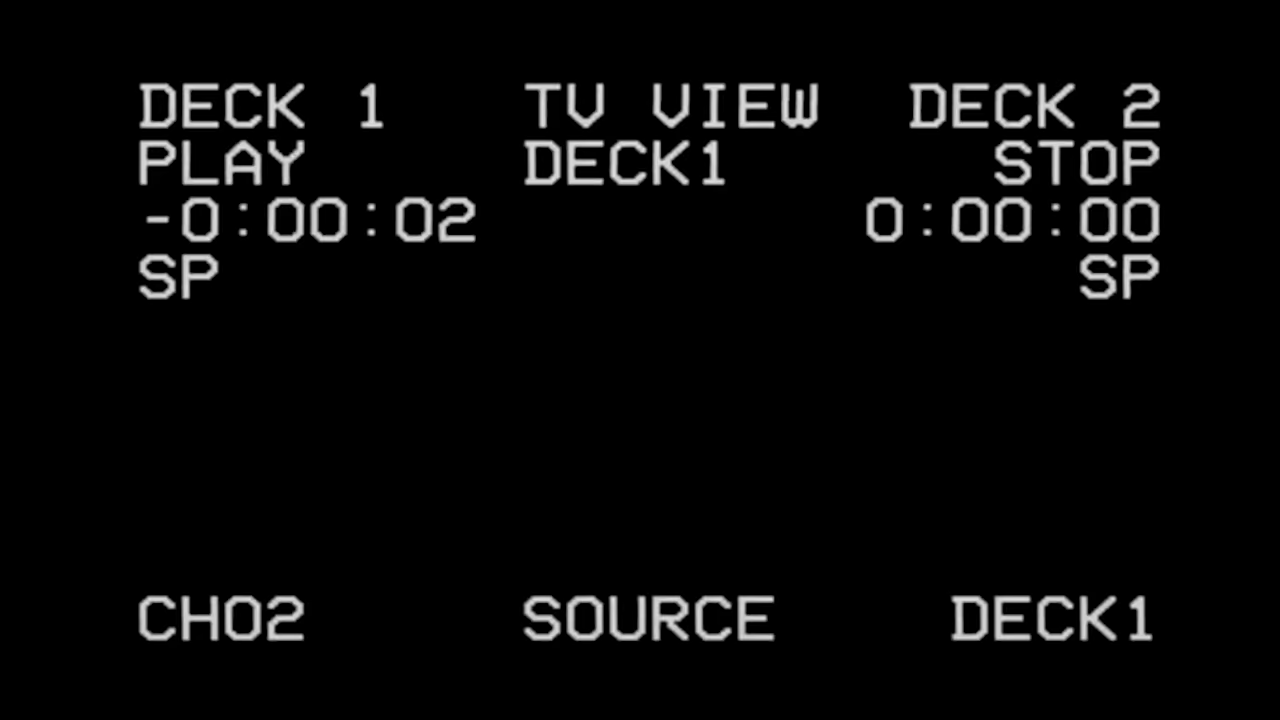 DECK 1 TV VIEW DECK 2
PLAY DECK1 STOP
-0:00:02 0:00:00
SP SP
CH02 SOURCE DECK1